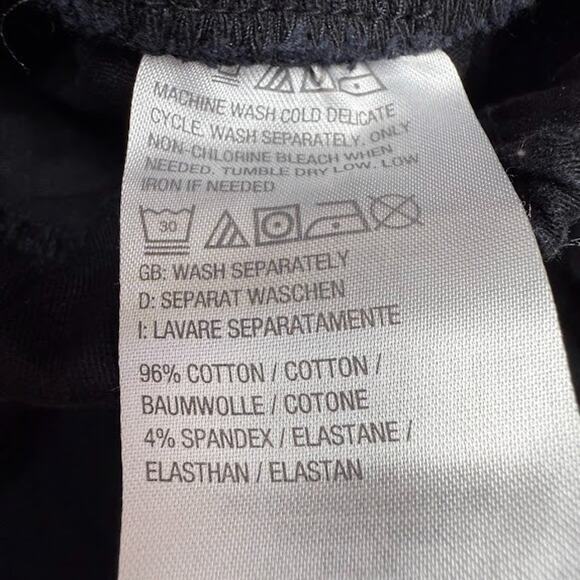 MACHINE WASH COLD DELICATE
CYCLE. WASH SEPARATELY. ONLY
NON-CHLORINE BLEACH WHEN
NEEDED. TUMBLE DRY LOW. LOW
IRON IF NEEDED
30
GB: WASH SEPARATELY
D: SEPARAT WASCHEN
I: LAVARE SEPARATAMENTE
96% COTTON / COTTON /
BAUMWOLLE / COTONE
4% SPANDEX / ELASTANE /
ELASTHAN / ELASTAN